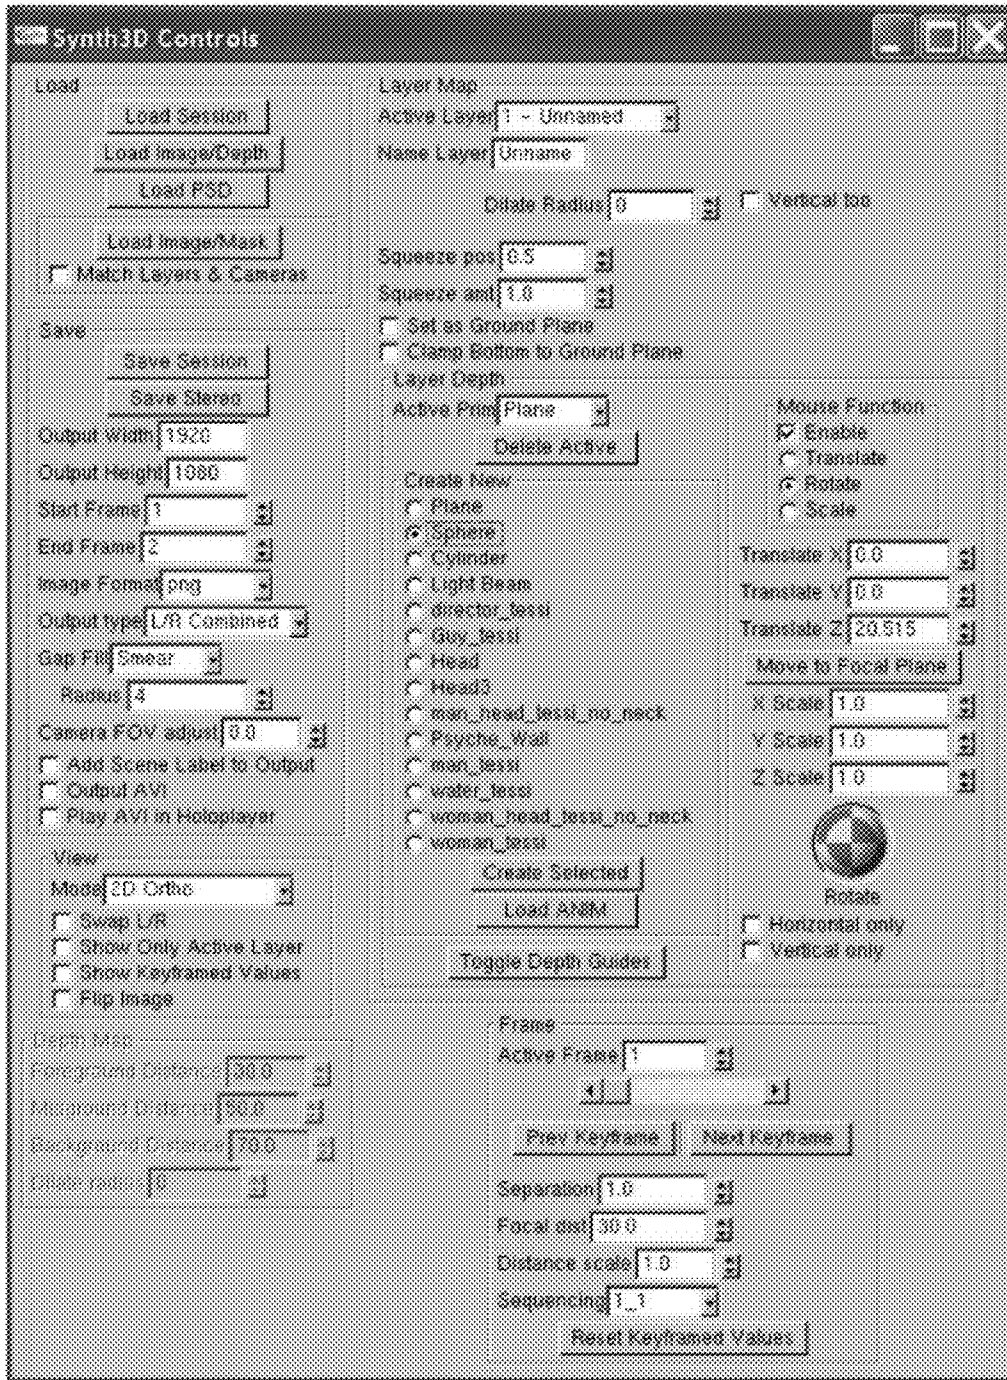 Synth3D Controls
Load
Load Session
Load Image/Depth
Load PSD
Load Image/Mask
Match Layers & Cameras
Save
Save Session
Save Stereo
Output Width 1920
Output Height 1080
Start Frame 1
End Frame 2
Image Format png
Output type L/R Combined
Gap Fill Smear
Radius 4
Camera FOV adjust 0.0
Add Scene Label to Output
Output AVI
Play AVI in Holoplayer
View
Mode 2D Ortho
Swap L/R
Show Only Active Layer
Show Keyframed Values
Flip Image
Depth Map
Foreground Distance 30.0
Midground Distance 50.0
Background Distance 70.0
Dilate radius 0
Layer Map
Active Layer 1 - Unnamed
Name Layer Unname
Dilate Radius 0
Vertical too
Squeeze pos 0.5
Squeeze amt 1.0
Set as Ground Plane
Clamp Bottom to Ground Plane
Layer Depth
Active Prim Plane
Delete Active
Create New
Plane
Sphere
Cylinder
Light Beam
director_tessi
Guy_tessi
Head
Head3
man_head_tessi_no_neck
Psyche_Wall
man_tessi
water_tessi
woman_head_tessi_no_neck
woman_tessi
Create Selected
Load ANIM
Toggle Depth Guides
Mouse Function
Enable
Translate
Rotate
Scale
Translate X 0.0
Translate Y 0.0
Translate Z 20.515
Move to Focal Plane
X Scale 1.0
Y Scale 1.0
Z Scale 1.0
Rotate
Horizontal only
Vertical only
Frame
Active Frame 1
Prev Keyframe Next Keyframe
Separation 1.0
Focal dist 30.0
Distance scale 1.0
Sequencing 1_1
Reset Keyframed Values